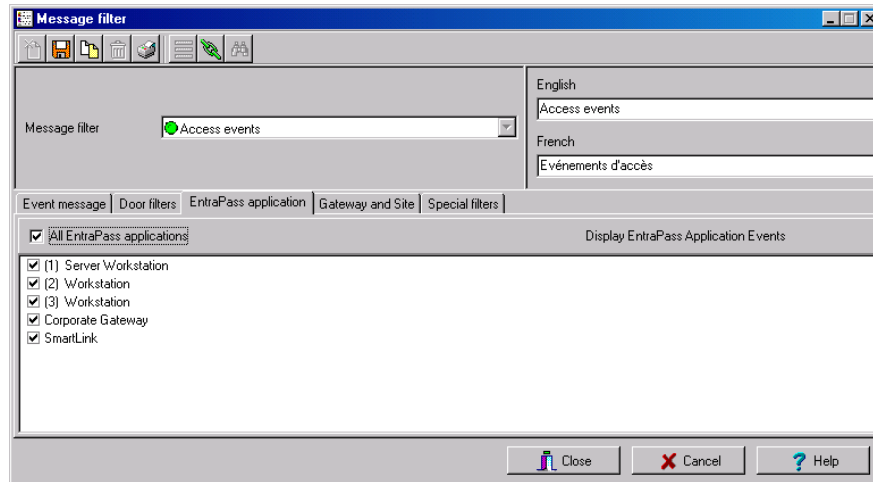 Message filter
English
Access events
Message filter
Access events
French
Evénements d'accès
Event message
Door filters
EntraPass application
Gateway and Site
Special filters
All EntraPass applications
Display EntraPass Application Events
(1) Server Workstation
(2) Workstation
(3) Workstation
Corporate Gateway
SmartLink
Close
Cancel
? Help